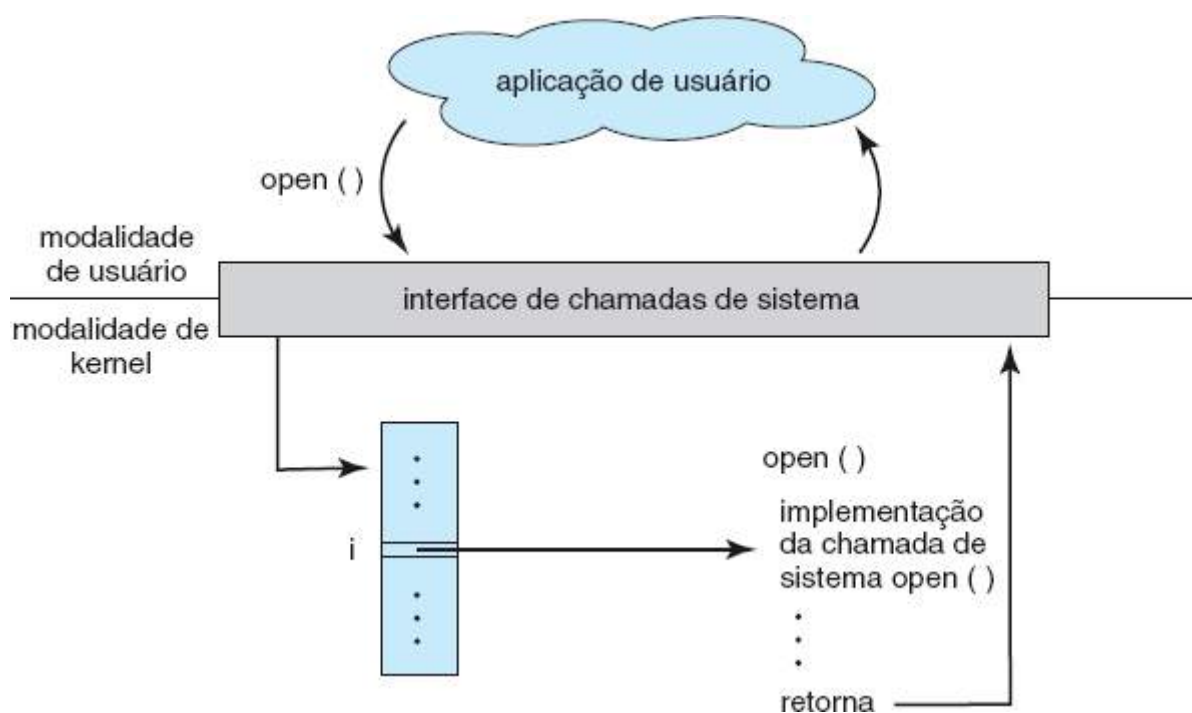 aplicação de usuário
open ( )
modalidade
de usuário
interface de chamadas de sistema
modalidade de
kernel
open ( )
i
implementação
da chamada de
sistema open ( )
retorna